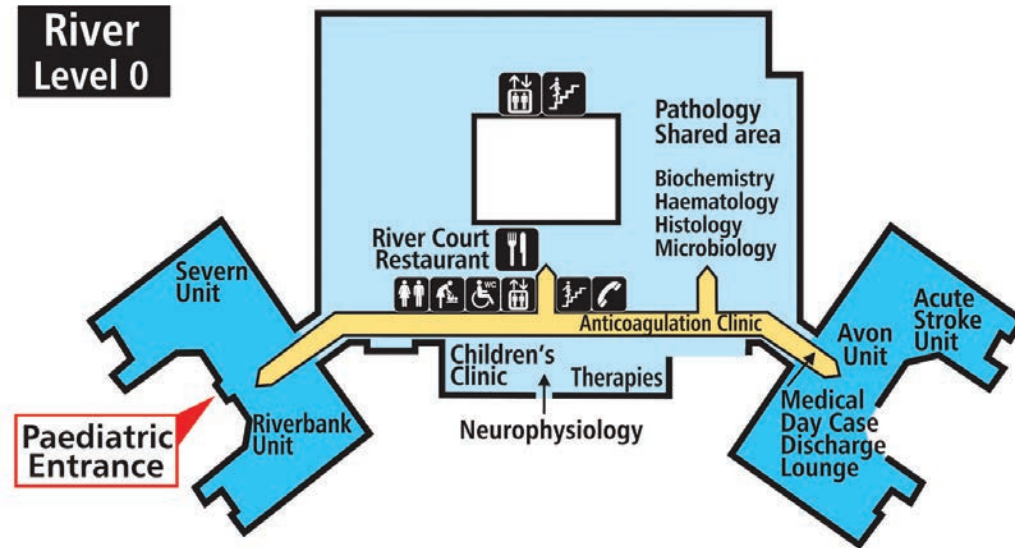 River
Level 0
Pathology
Shared area
Biochemistry
Haematology
Histology
Microbiology
River Court
Restaurant
WC
Severn
Unit
Acute
Stroke
Unit
Avon
Unit
Anticoagulation Clinic
Children's
Clinic
Therapies
Neurophysiology
Riverbank
Unit
Paediatric
Entrance
Medical
Day Case
Discharge
Lounge